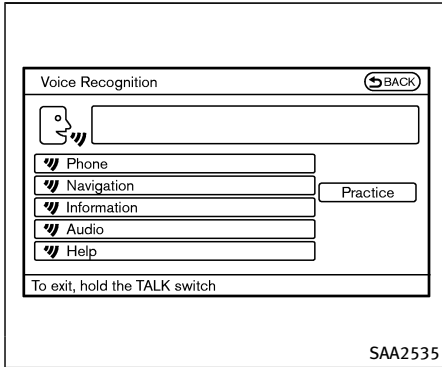 Voice Recognition
BACK
Phone
Navigation
Practice
Information
Audio
Help
To exit, hold the TALK switch
SAA2535